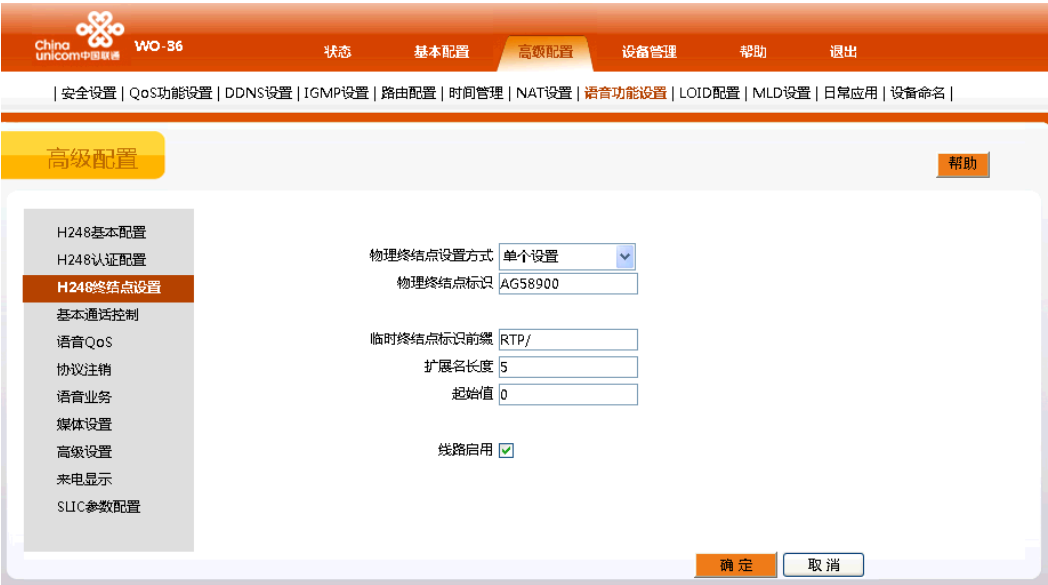 China
unicom中国联通
WO-36
状态 基本配置 高级配置 设备管理 帮助 退出
| 安全设置 | QoS功能设置 | DDNS设置 | IGMP设置 | 路由配置 | 时间管理 | NAT设置 | 语音功能设置 | LOID配置 | MLD设置 | 日常应用 | 设备命名 |
高级配置
帮助
H248基本配置
H248认证配置
H248终结点设置
基本通话控制
语音QoS
协议注销
语音业务
媒体设置
高级设置
来电显示
SLIC参数配置
物理终结点设置方式 单个设置
物理终结点标识 AG58900
临时终结点标识前缀 RTP/
扩展名长度 5
起始值 0
线路启用
确 定 取 消